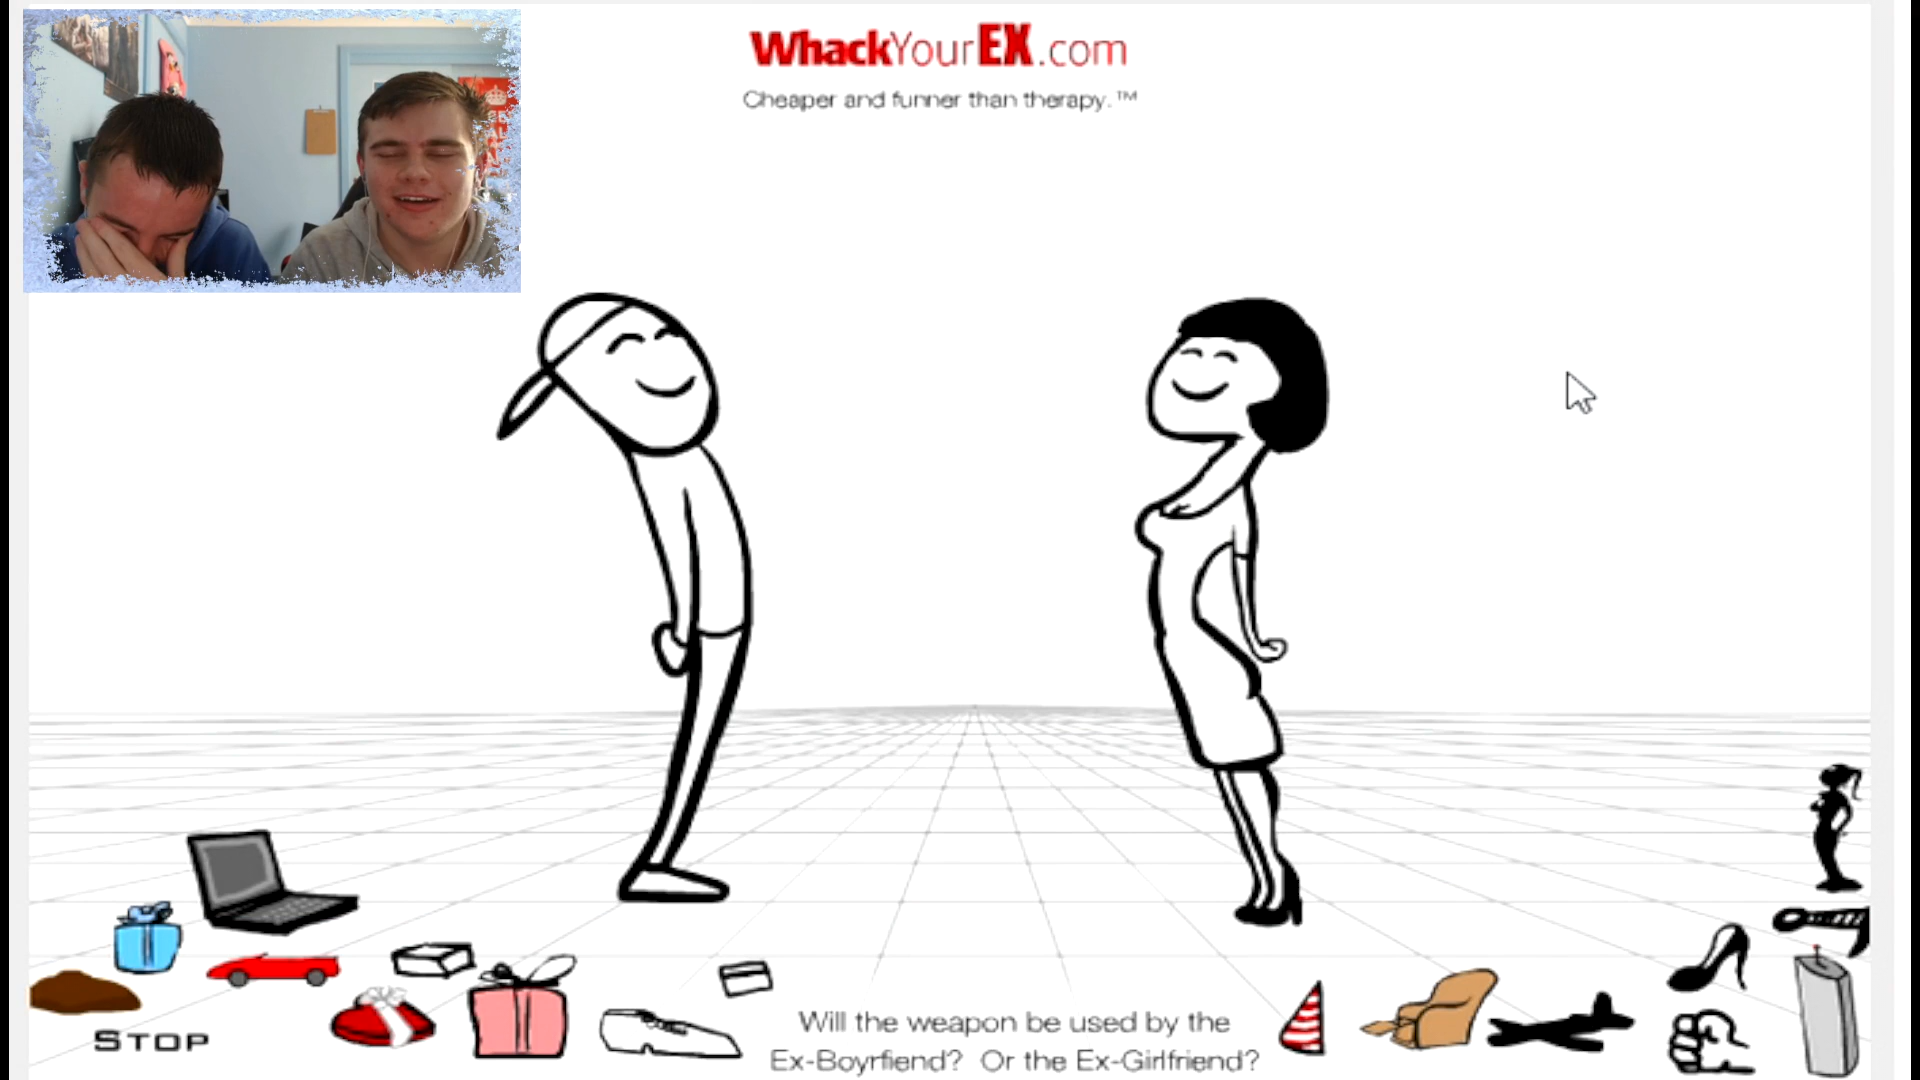 WhackYourEX.com
Cheaper and funner than therapy.™
STOP
Will the weapon be used by the
Ex-Boyrfiend? Or the Ex-Girlfriend?